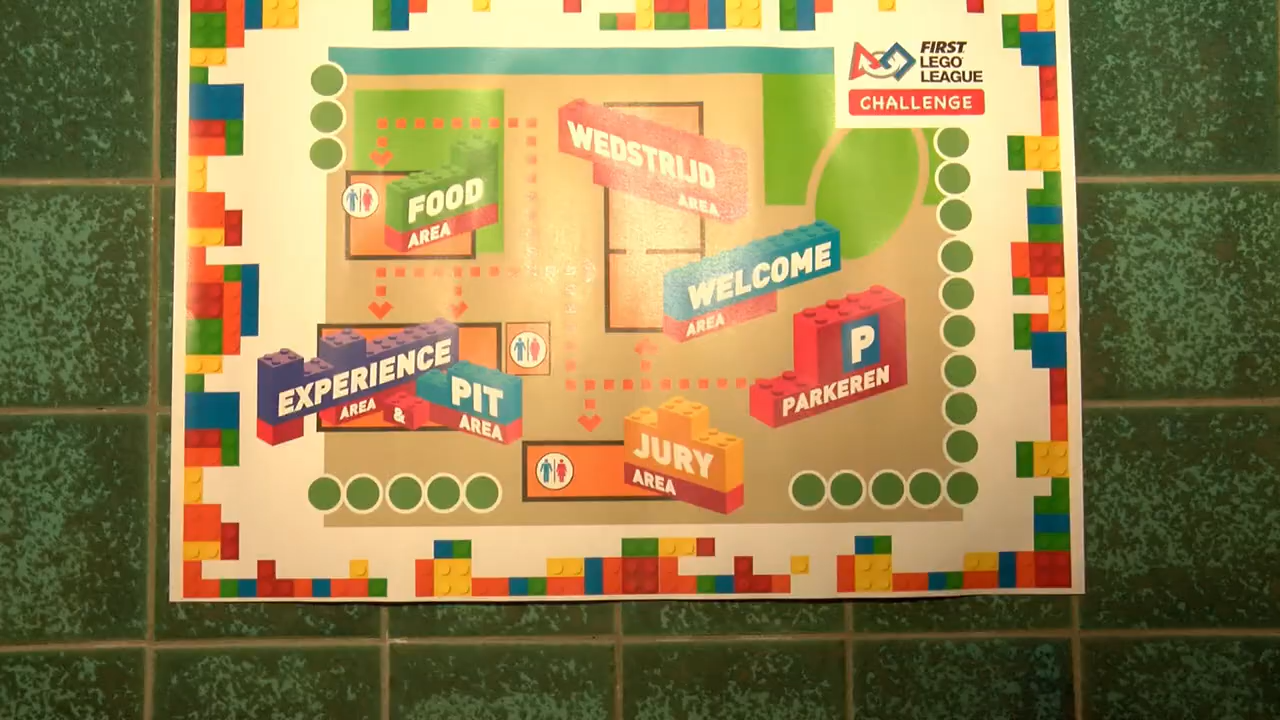 FIRST
LEGO
LEAGUE
CHALLENGE
WEDSTRIJD
AREA
FOOD
AREA
WELCOME
AREA
P
PARKEREN
EXPERIENCE
AREA
&
PIT
AREA
JURY
AREA